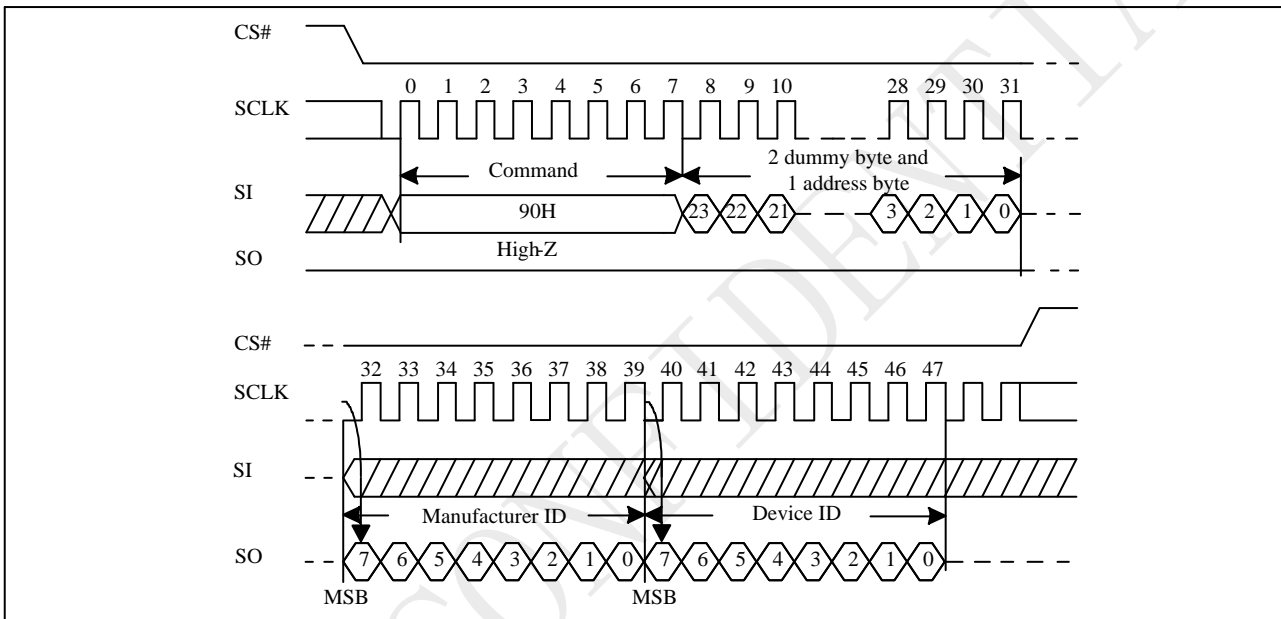 CS#
0 1 2 3 4 5 6 7 8 9 10 28 29 30 31
SCLK
Command
2 dummy byte and
1 address byte
SI
90H
23 22 21 3 2 1 0
High-Z
SO
CS#
32 33 34 35 36 37 38 39 40 41 42 43 44 45 46 47
SCLK
SI
Manufacturer ID
Device ID
SO
7 6 5 4 3 2 1 0 7 6 5 4 3 2 1 0
MSB
MSB
CONFIDENTIA